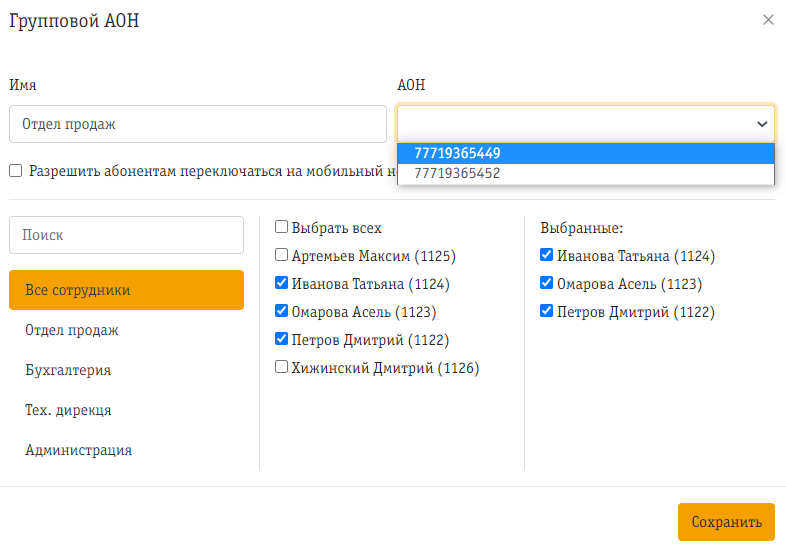 Групповой АОН
Имя
АОН
Отдел продаж
77719365449
77719365452
Разрешить абонентам переключаться на мобильный
Поиск
Все сотрудники
Отдел продаж
Бухгалтерия
Тех. дирекця
Администрация
Выбрать всех
Артемьев Максим (1125)
Иванова Татьяна (1124)
Омарова Асель (1123)
Петров Дмитрий (1122)
Хижинский Дмитрий (1126)
Выбранные:
Иванова Татьяна (1124)
Омарова Асель (1123)
Петров Дмитрий (1122)
Сохранить